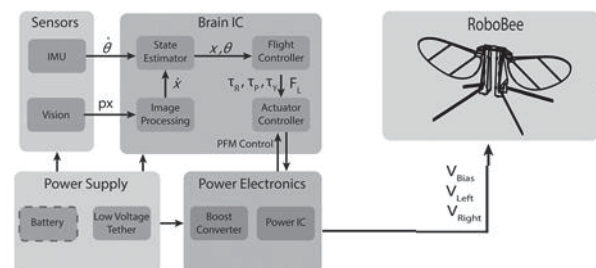 Sensors
IMU
Vision
θ̇
px
Brain IC
State
Estimator
x,θ
Flight
Controller
ẋ
Image
Processing
τR, τp, τy
FL
Actuator
Controller
PFM Control
Power Supply
Battery
Low Voltage
Tether
Power Electronics
Boost
Converter
Power IC
RoboBee
VBias
VLeft
VRight